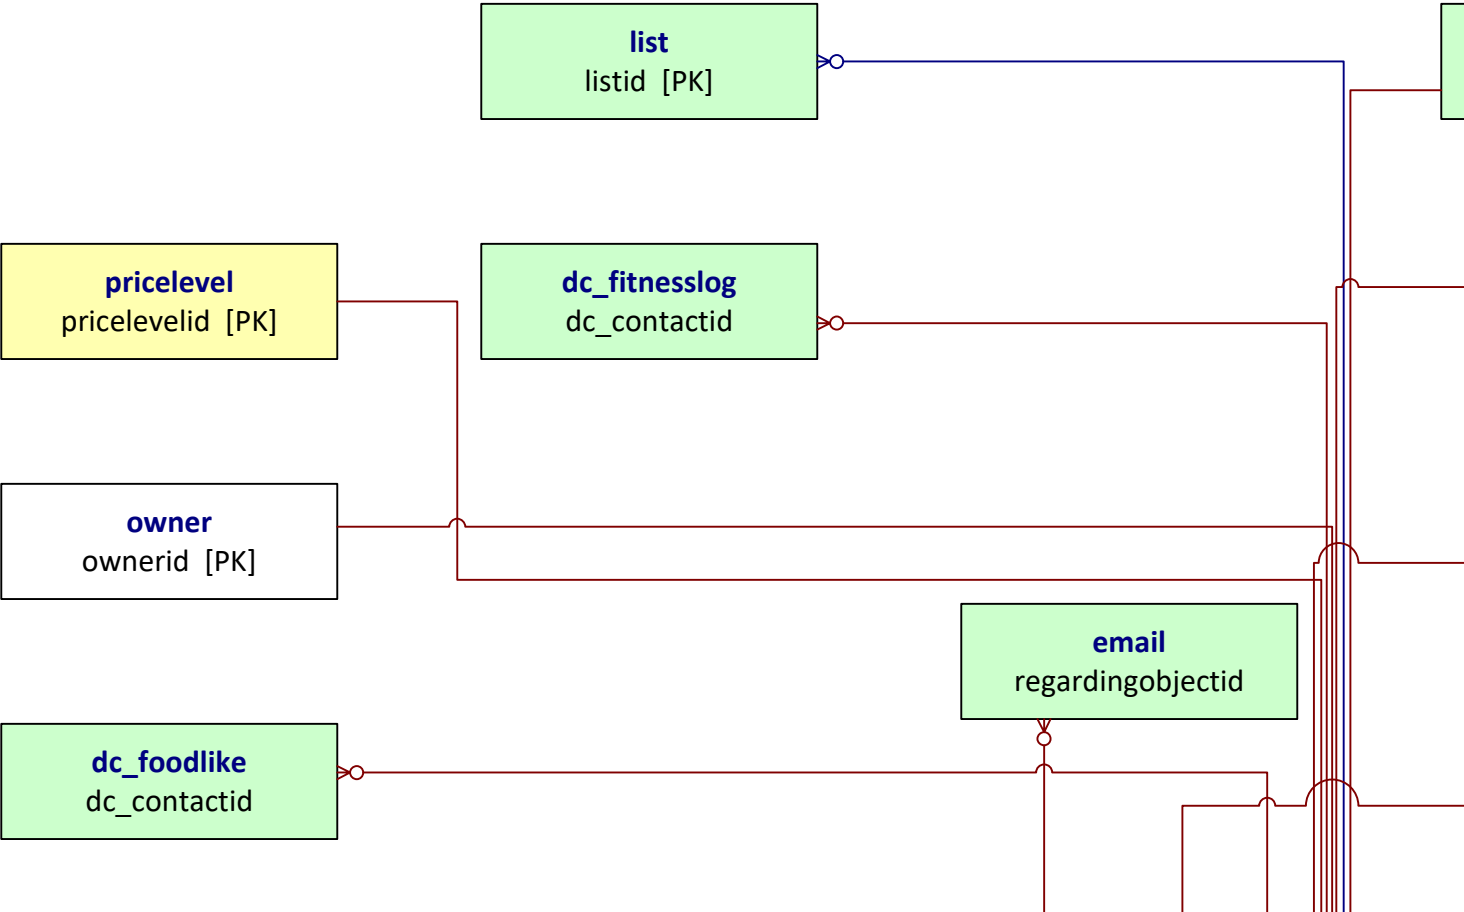 list
listid [PK]
pricelevel
pricelevelid [PK]
dc_fitnesslog
dc_contactid
owner
ownerid [PK]
email
regardingobjectid
dc_foodlike
dc_contactid